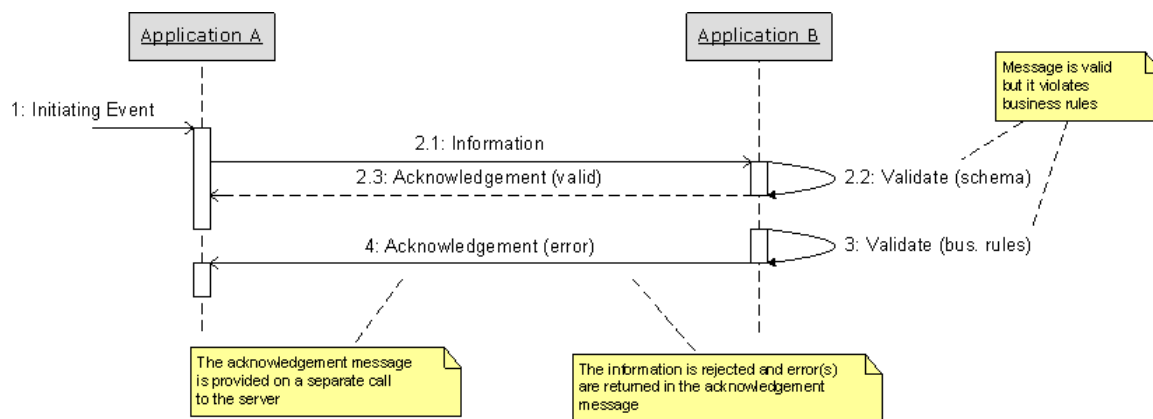 Application A
Application B
Message is valid
but it violates
business rules
1: Initiating Event
2.1: Information
2.3: Acknowledgement (valid)
2.2: Validate (schema)
4: Acknowledgement (error)
3: Validate (bus. rules)
The acknowledgement message
is provided on a separate call
to the server
The information is rejected and error(s)
are returned in the acknowledgement
message